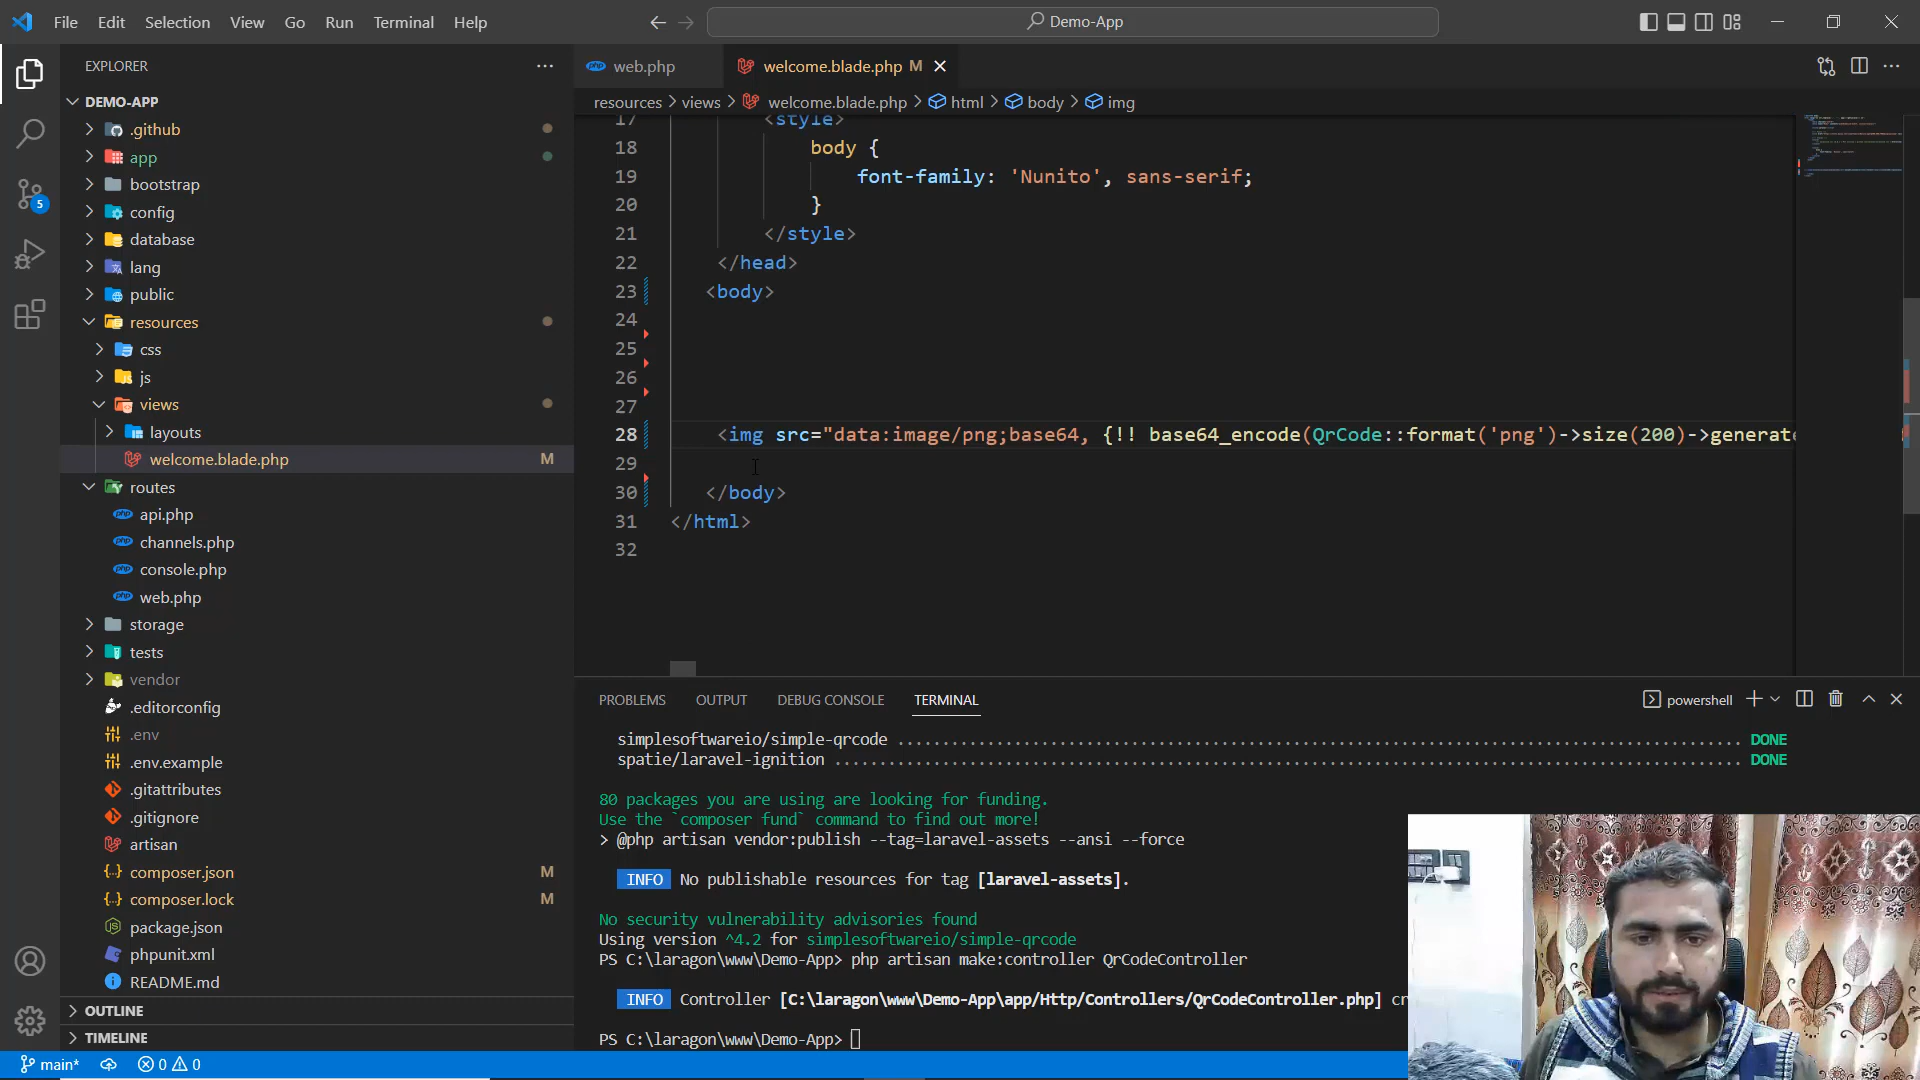 File Edit Selection View Go Run Terminal Help
Demo-App
EXPLORER
DEMO-APP
.github
app
bootstrap
config
database
lang
public
resources
css
js
views
layouts
welcome.blade.php M
routes
api.php
channels.php
console.php
web.php
storage
tests
vendor
.editorconfig
.env
.env.example
.gitattributes
.gitignore
artisan
composer.json M
composer.lock M
package.json
phpunit.xml
README.md
OUTLINE
TIMELINE
5
web.php welcome.blade.php M
resources > views > welcome.blade.php > html > body > img
17 <style>
18 body {
19 font-family: 'Nunito', sans-serif;
20 }
21 </style>
22 </head>
23 <body>
24
25
26
27
28 <img src="data:image/png;base64, {!! base64_encode(QrCode::format('png')->size(200)->generate
29
30 </body>
31 </html>
32
PROBLEMS OUTPUT DEBUG CONSOLE TERMINAL
powershell
simplesoftwareio/simple-qrcode ........ DONE
spatie/laravel-ignition ........ DONE
80 packages you are using are looking for funding.
Use the `composer fund` command to find out more!
> @php artisan vendor:publish --tag=laravel-assets --ansi --force
INFO No publishable resources for tag [laravel-assets].
No security vulnerability advisories found
Using version ^4.2 for simplesoftwareio/simple-qrcode
PS C:\laragon\www\Demo-App> php artisan make:controller QrCodeController
INFO Controller [C:\laragon\www\Demo-App\app/Http/Controllers/QrCodeController.php] cr
PS C:\laragon\www\Demo-App>
main* 0 0